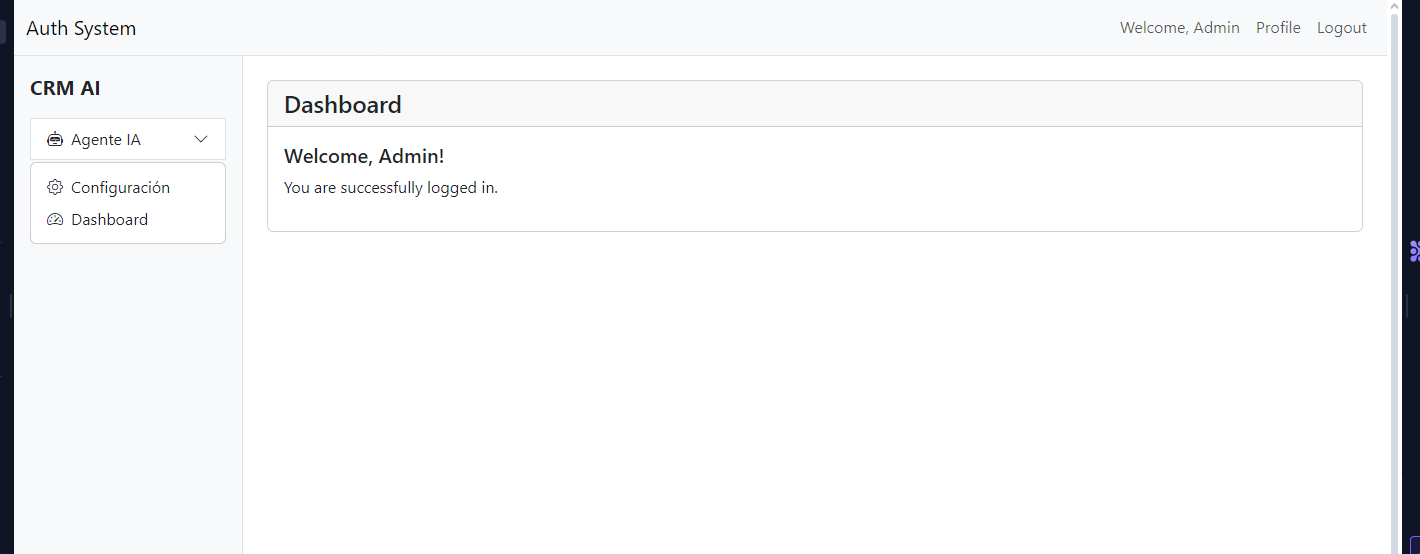 Auth System
Welcome, Admin Profile Logout
CRM AI
Agente IA
Configuración
Dashboard
Dashboard
Welcome, Admin!
You are successfully logged in.